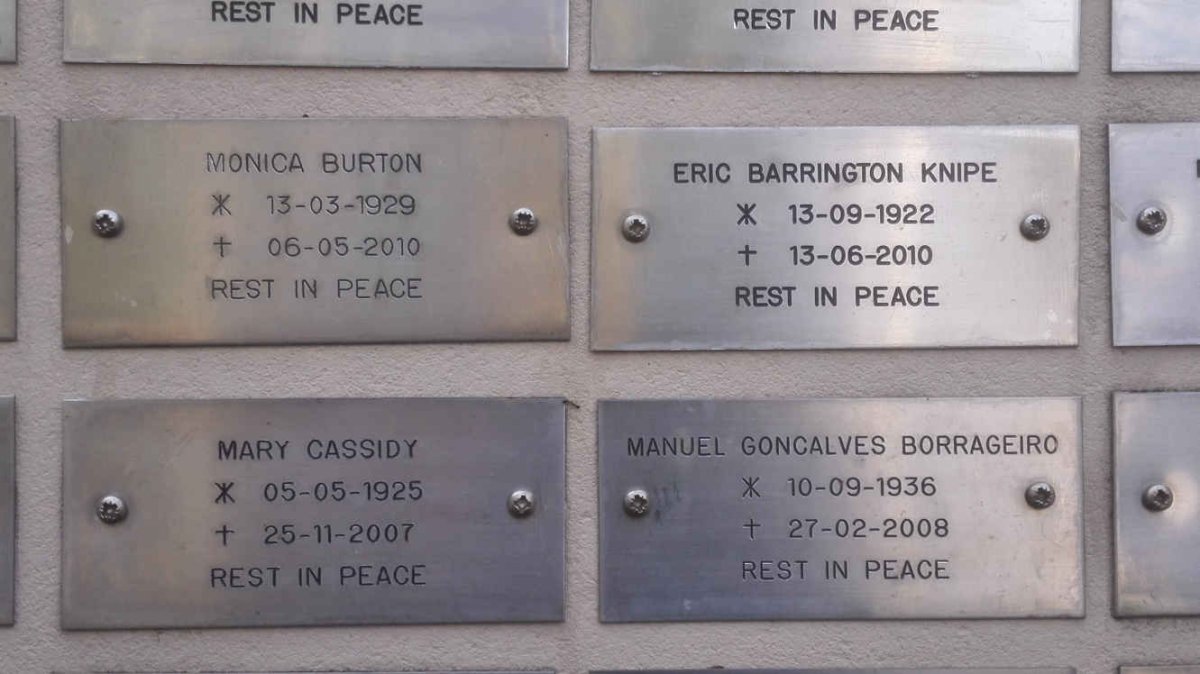 REST IN PEACE
REST IN PEACE
MONICA BURTON
13-03-1929
† 06-05-2010
REST IN PEACE
ERIC BARRINGTON KNIPE
13-09-1922
† 13-06-2010
REST IN PEACE
MARY CASSIDY
05-05-1925
† 25-11-2007
REST IN PEACE
MANUEL GONCALVES BORRAGEIRO
10-09-1936
† 27-02-2008
REST IN PEACE